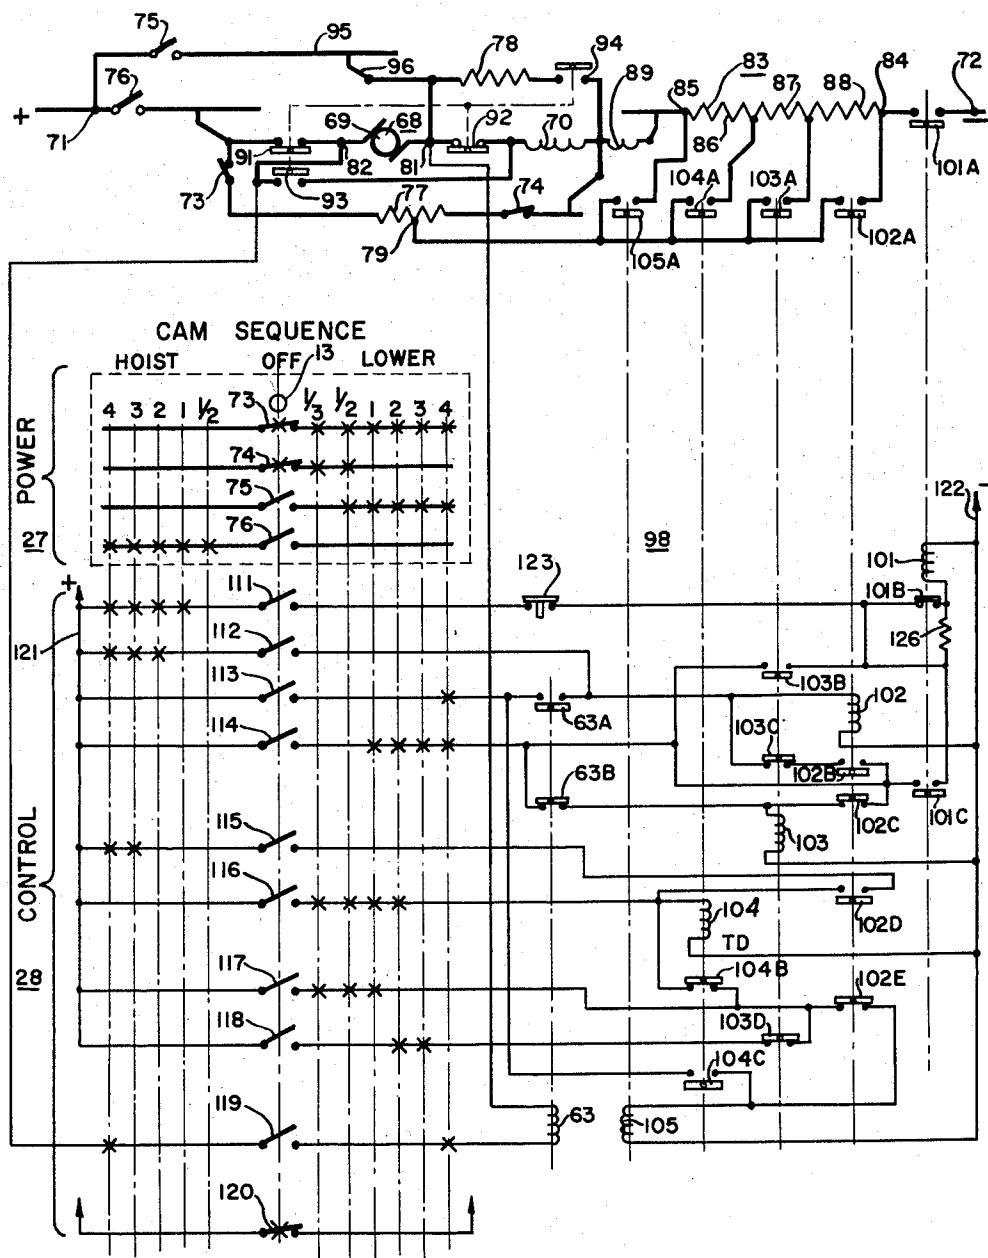 75
95
78
94
96
89
83
84
72
76
87
88
85
+
71
69
68
92
70
86
91
82
81
101A
73
93
77
74
104A
103A
79
105A
102A
CAM SEQUENCE
HOIST OFF 13 LOWER
4 3 2 1 1/2 73 1/3 1/2 1 2 3 4
74
POWER
75
122 −
76
127
98
101
+
123
111
101B
126
112
121
113
103B
102
63A
114
103C
63B
102B
101C
102C
115
103
CONTROL
116
104
102D
TD
104B
128
117
102E
118
103D
104C
119
63
105
120